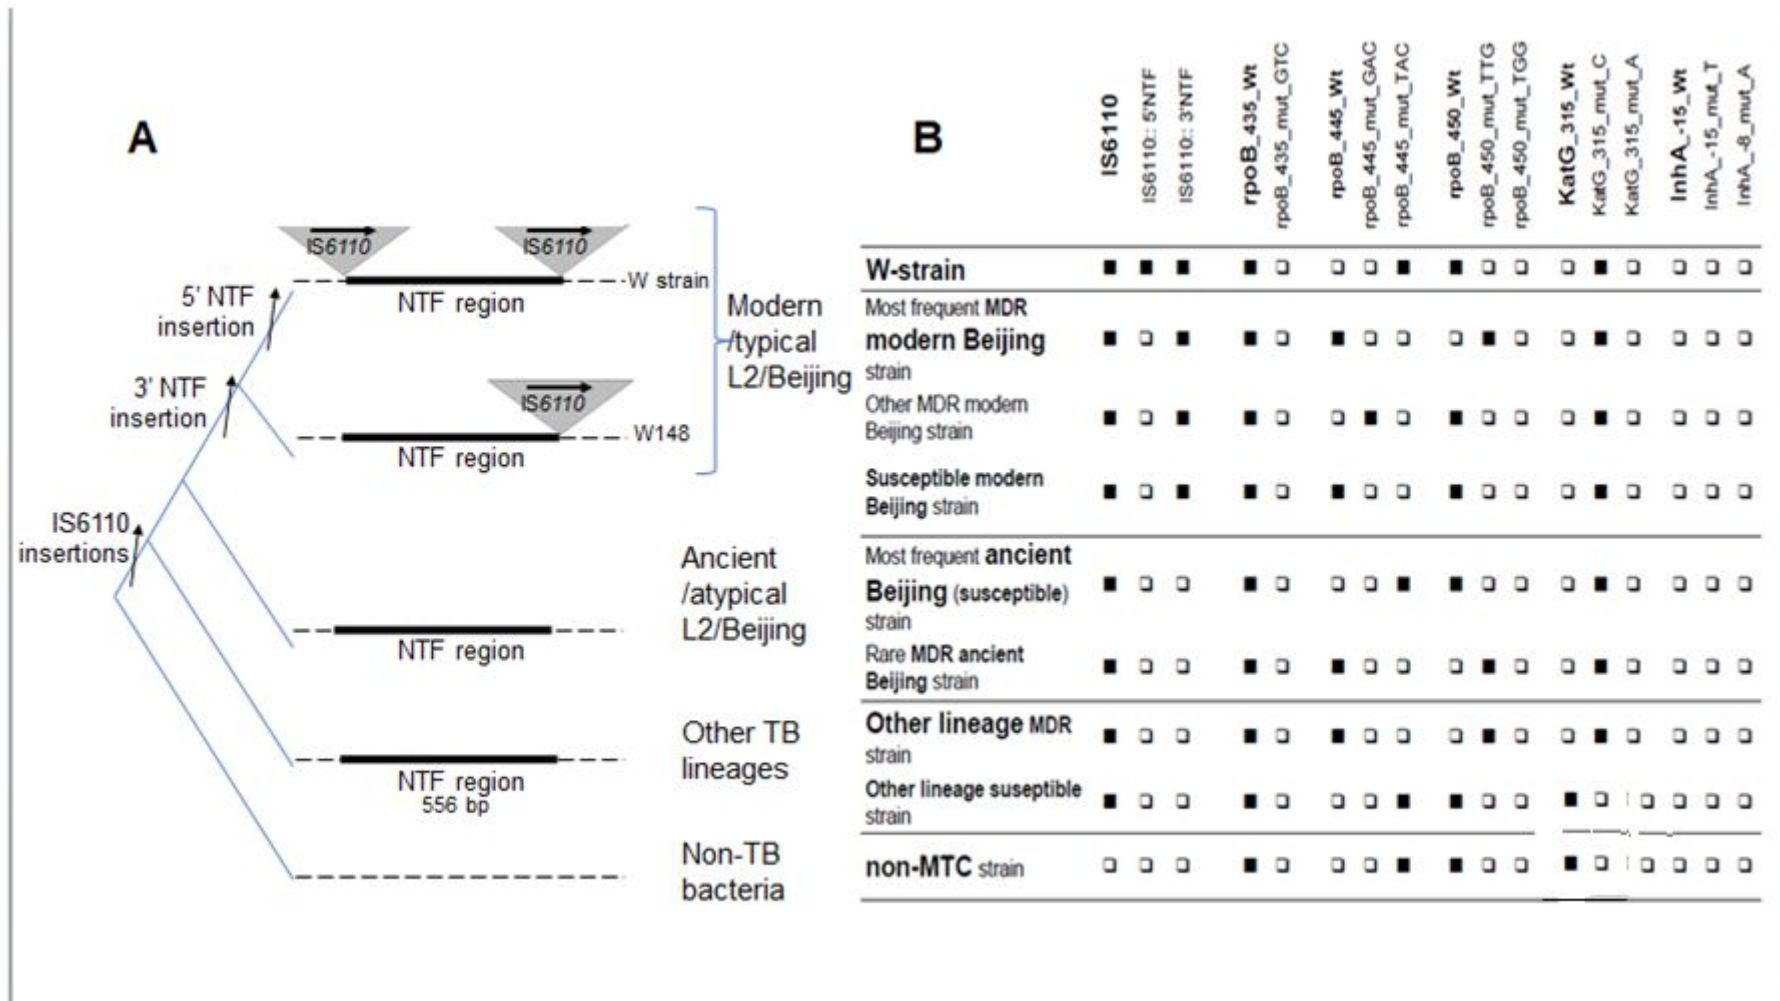 A
IS6110
IS6110
W strain
NTF region
5' NTF
insertion
3' NTF
insertion
IS6110
W148
NTF region
IS6110
insertions
NTF region
NTF region
556 bp
Modern
/typical
L2/Beijing
Ancient
/atypical
L2/Beijing
Other TB
lineages
Non-TB
bacteria
B
IS6110
IS6110:: 5'NTF
IS6110:: 3'NTF
rpoB_435_Wt
rpoB_435_mut_GTC
rpoB_445_Wt
rpoB_445_mut_GAC
rpoB_445_mut_TAC
rpoB_450_Wt
rpoB_450_mut_TTG
rpoB_450_mut_TGG
KatG_315_Wt
KatG_315_mut_C
KatG_315_mut_A
InhA_-15_Wt
InhA_-15_mut_T
InhA_-8_mut_A
W-strain
Most frequent MDR
modern Beijing
strain
Other MDR modern
Beijing strain
Susceptible modern
Beijing strain
Most frequent ancient
Beijing (susceptible)
strain
Rare MDR ancient
Beijing strain
Other lineage MDR
strain
Other lineage suseptible
strain
non-MTC strain